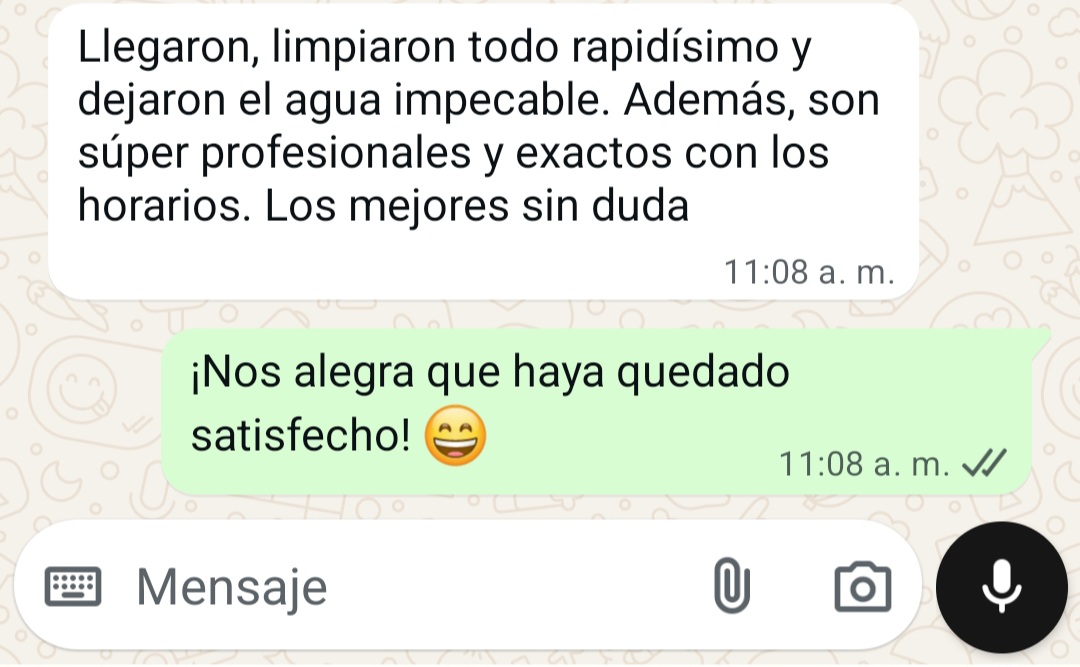 Llegaron, limpiaron todo rapidísimo y
dejaron el agua impecable. Además, son
súper profesionales y exactos con los
horarios. Los mejores sin duda
11:08 a. m.
¡Nos alegra que haya quedado
satisfecho! 😄
11:08 a. m.
Mensaje